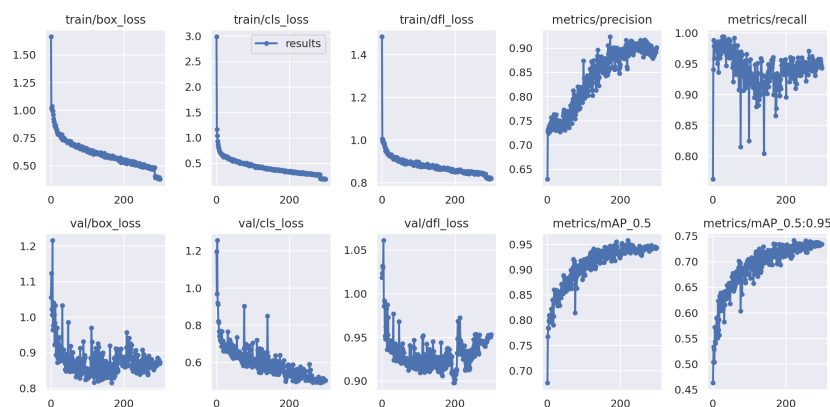 train/box_loss train/cls_loss train/dfl_loss metrics/precision metrics/recall
1.50 1.25 1.00 0.75 0.50
0 200
3.0 2.5 2.0 1.5 1.0 0.5
results
0 200
1.4 1.2 1.0 0.8
0 200
0.90 0.85 0.80 0.75 0.70 0.65
0 200
1.00 0.95 0.90 0.85 0.80
0 200
val/box_loss val/cls_loss val/dfl_loss metrics/mAP_0.5 metrics/mAP_0.5:0.95
1.2 1.1 1.0 0.9 0.8
0 200
1.2 1.0 0.8 0.6
0 200
1.05 1.00 0.95 0.90
0 200
0.95 0.90 0.85 0.80 0.75 0.70
0 200
0.75 0.70 0.65 0.60 0.55 0.50 0.45
0 200